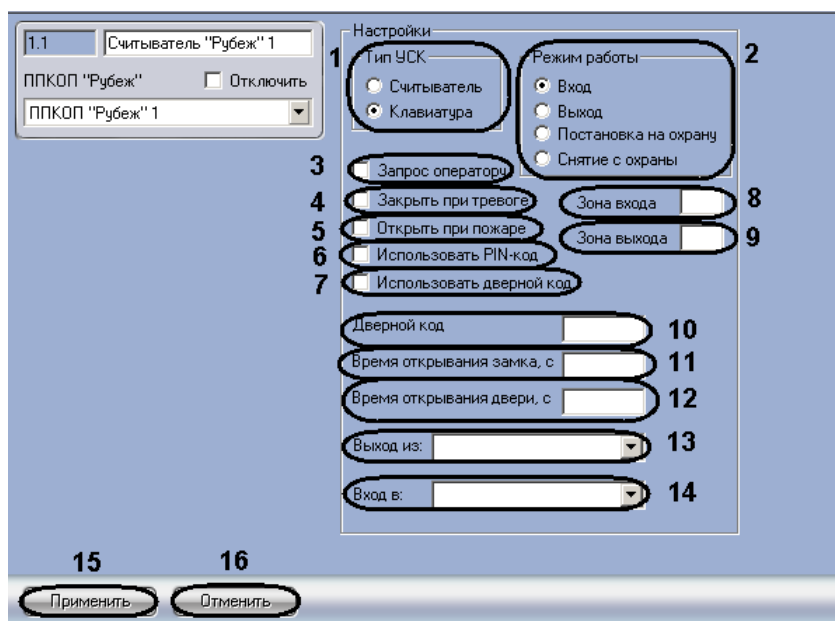 1.1 Считыватель "Рубеж" 1
ППКОП "Рубеж" Отключить
ППКОП "Рубеж" 1
Настройки
1 Тип УСК
Считыватель
Клавиатура
Режим работы 2
Вход
Выход
Постановка на охрану
Снятие с охраны
3 Запрос оператору
4 Закрыть при тревоге
5 Открыть при пожаре
6 Использовать PIN-код
7 Использовать дверной код
Зона входа 8
Зона выхода 9
Дверной код 10
Время открывания замка, с 11
Время открывания двери, с 12
Выход из: 13
Вход в: 14
15 16
Применить Отменить